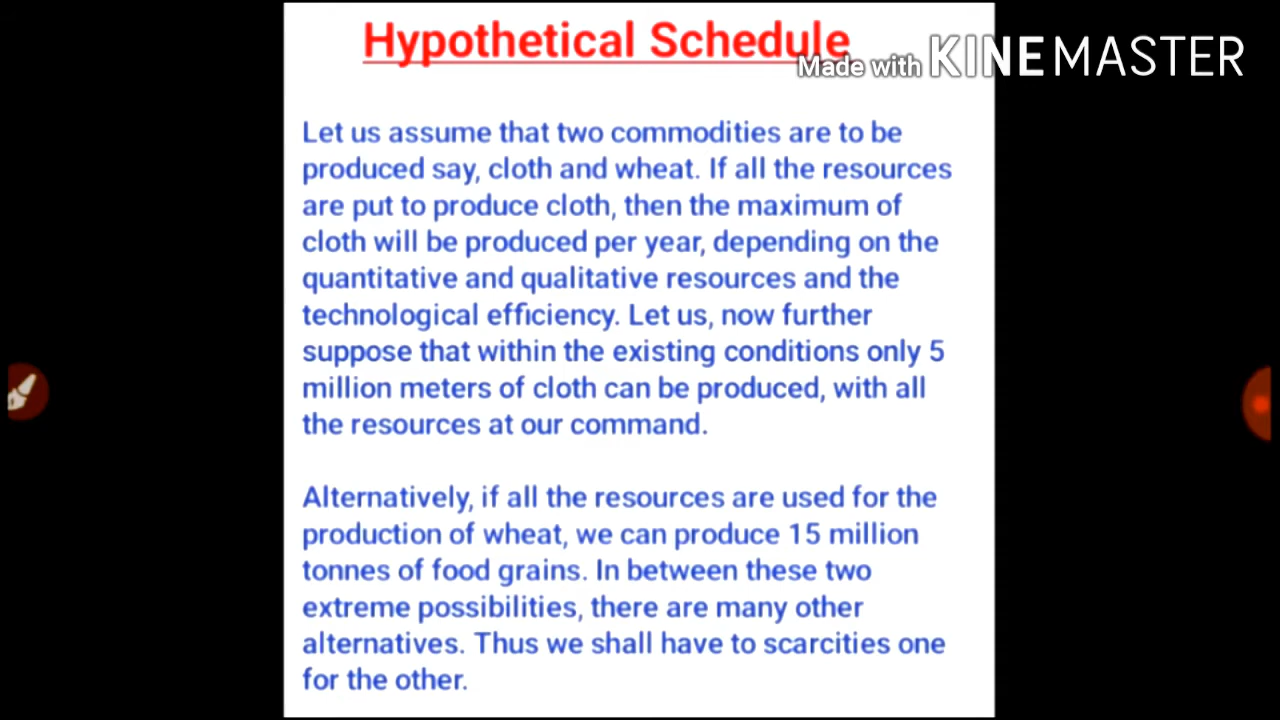 Hypothetical Schedule
Made with KINEMASTER
Let us assume that two commodities are to be
produced say, cloth and wheat. If all the resources
are put to produce cloth, then the maximum of
cloth will be produced per year, depending on the
quantitative and qualitative resources and the
technological efficiency. Let us, now further
suppose that within the existing conditions only 5
million meters of cloth can be produced, with all
the resources at our command.
Alternatively, if all the resources are used for the
production of wheat, we can produce 15 million
tonnes of food grains. In between these two
extreme possibilities, there are many other
alternatives. Thus we shall have to scarcities one
for the other.